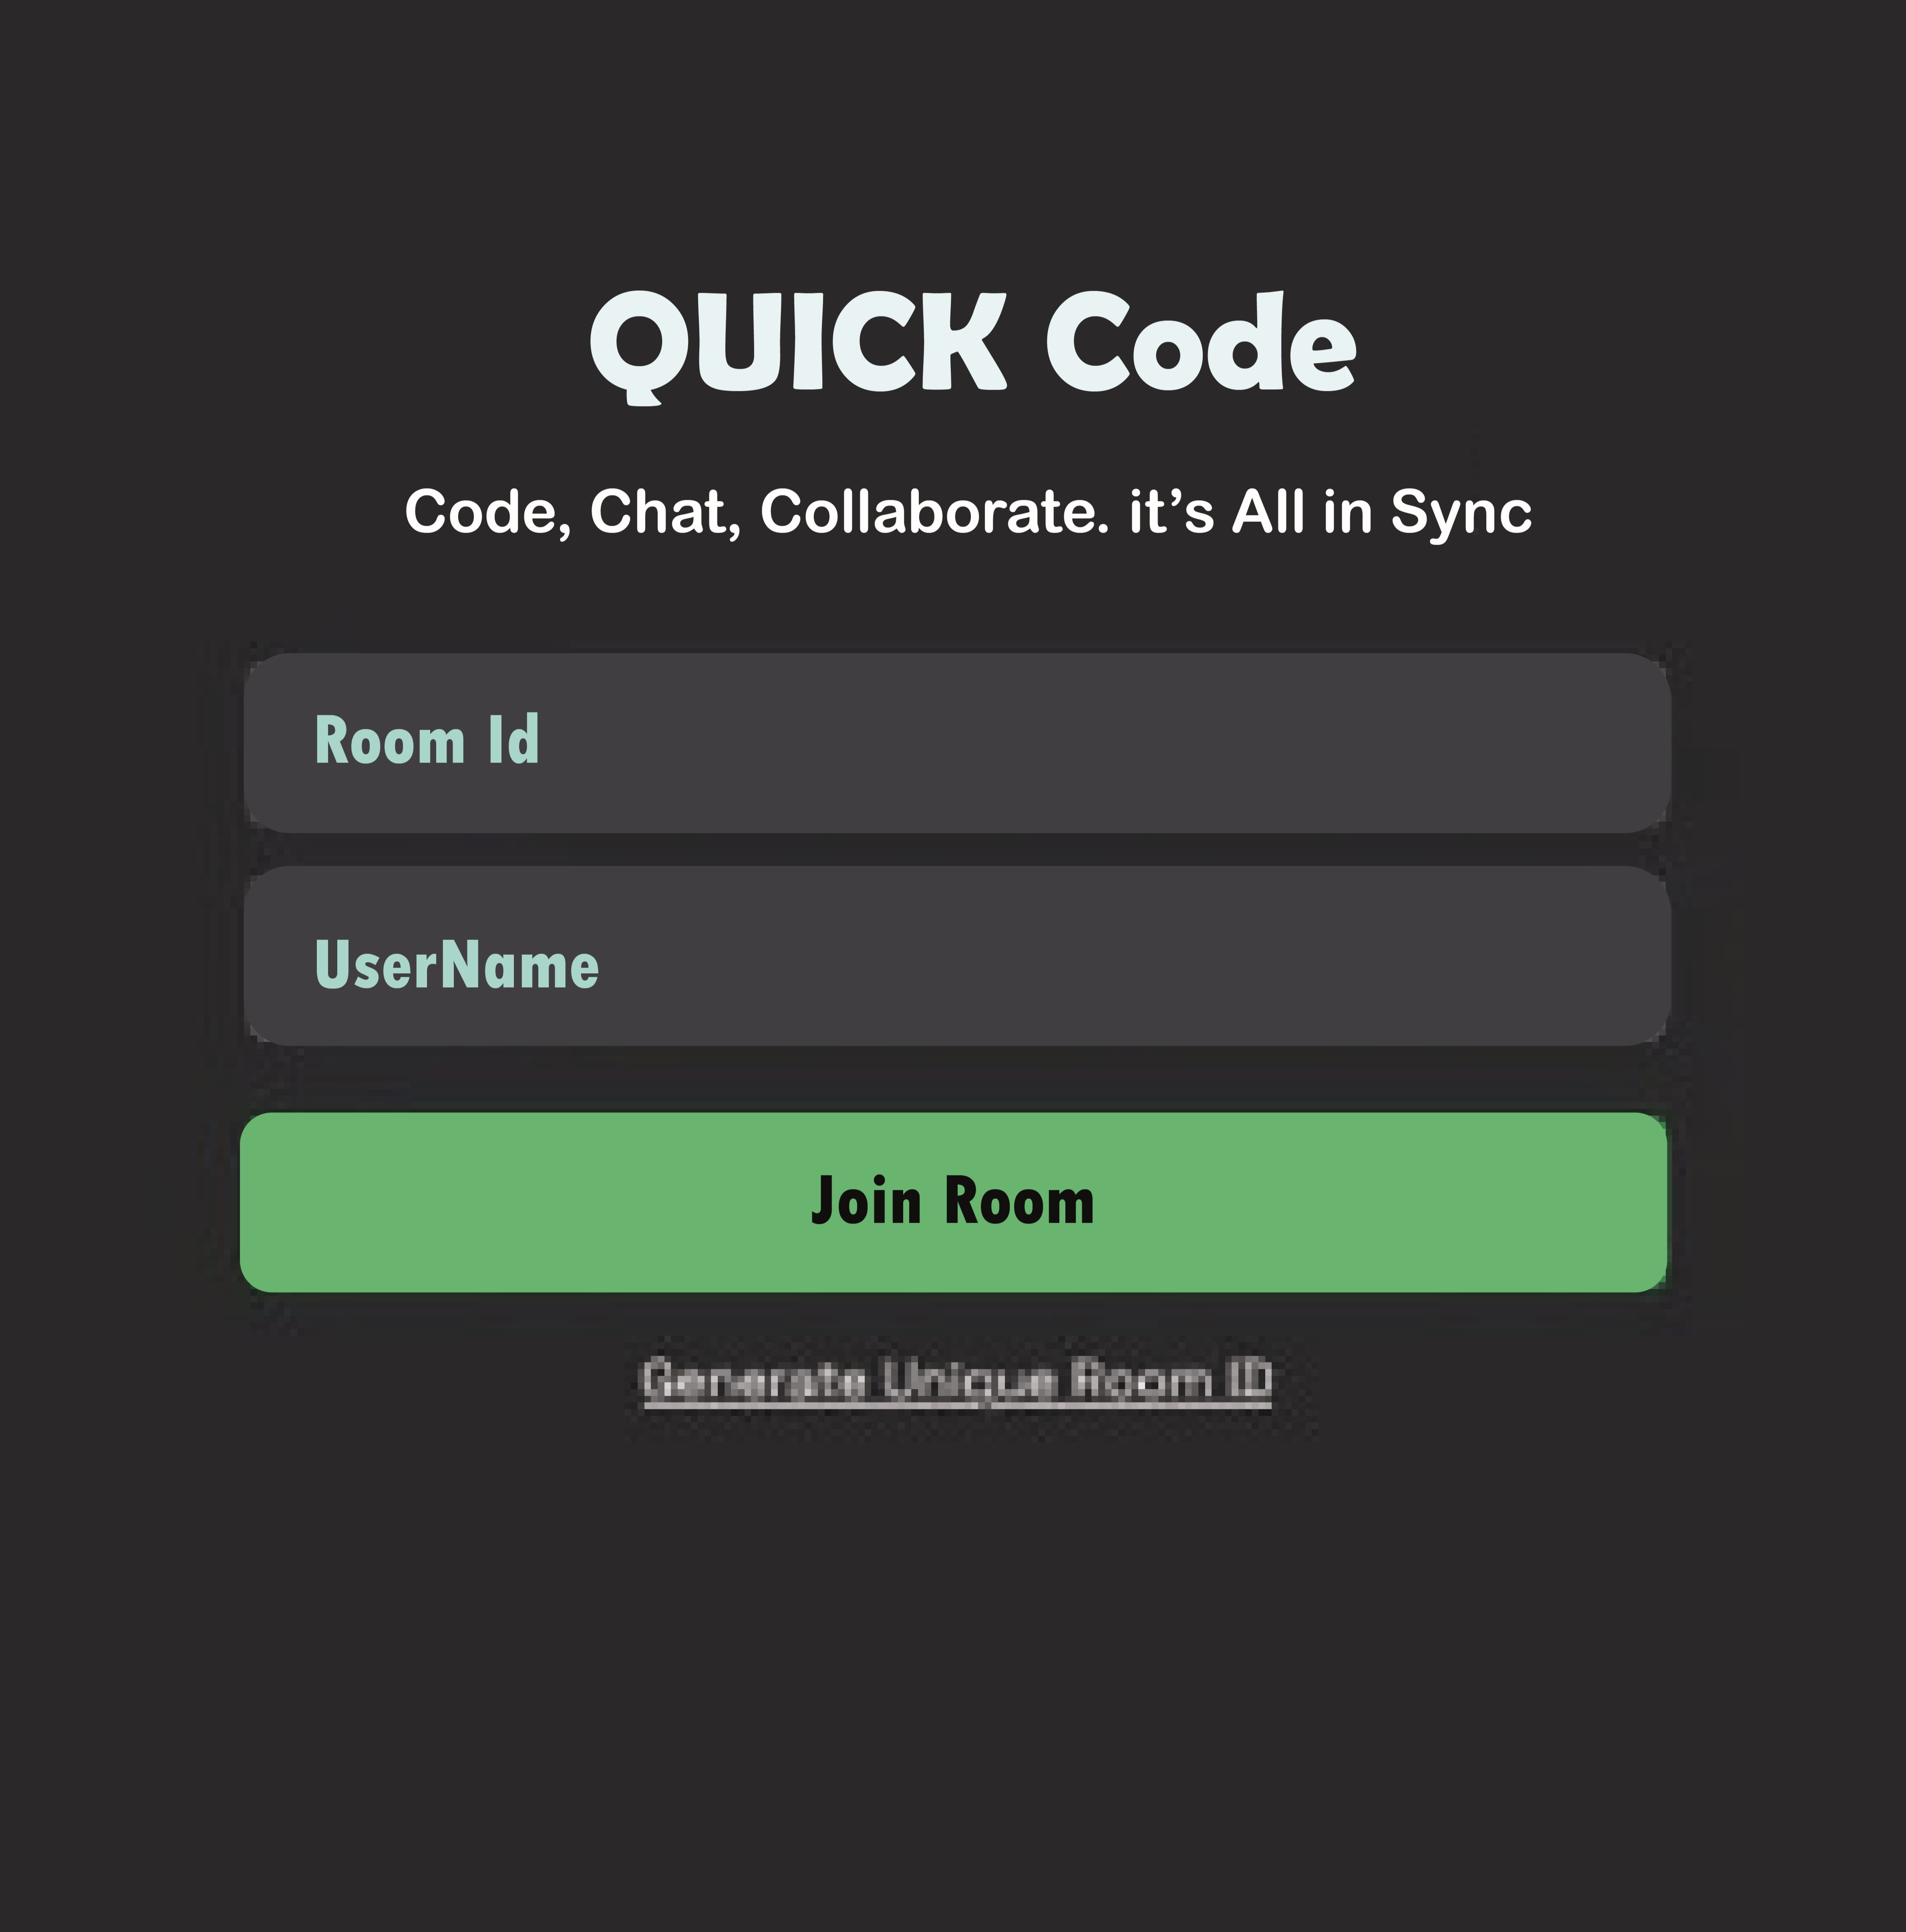 QUICK Code
Code, Chat, Collaborate. it's All in Sync
Room Id
UserName
Join Room
Generate Unique Room ID